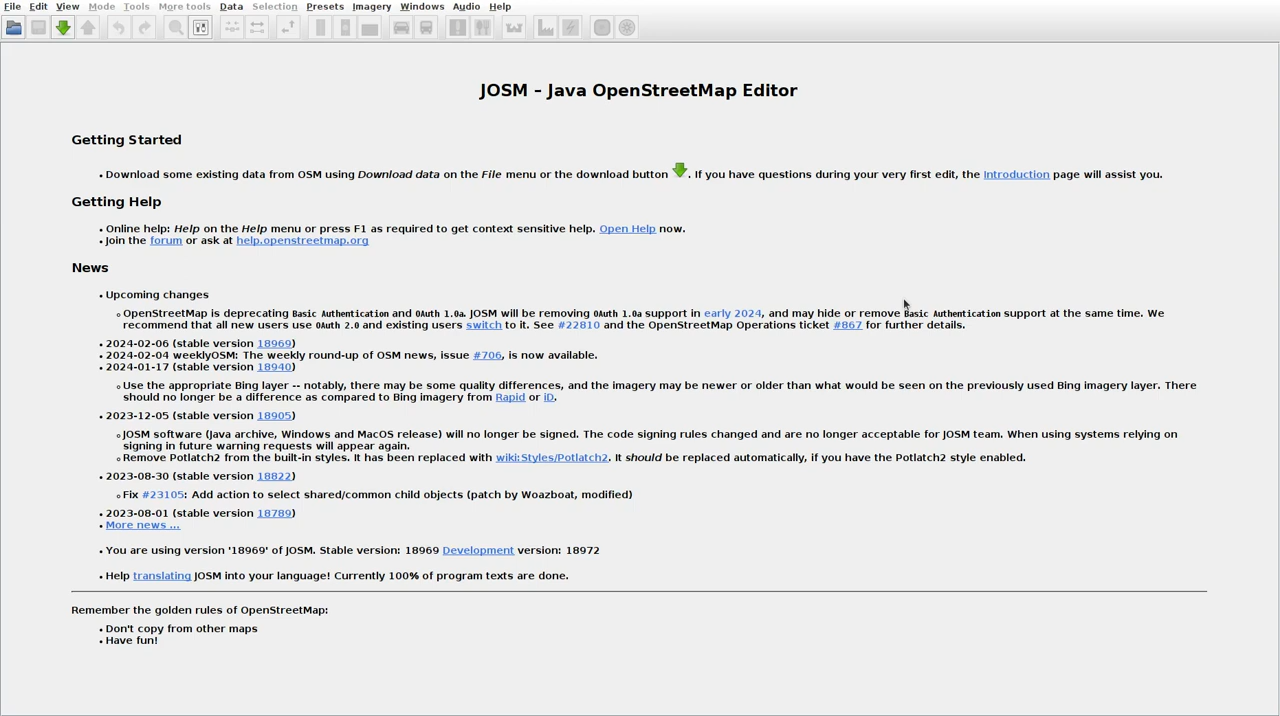 File Edit View Mode Tools More tools Data Selection Presets Imagery Windows Audio Help
JOSM – Java OpenStreetMap Editor
Getting Started
• Download some existing data from OSM using Download data on the File menu or the download button . If you have questions during your very first edit, the Introduction page will assist you.
Getting Help
• Online help: Help on the Help menu or press F1 as required to get context sensitive help. Open Help now.
• Join the forum or ask at help.openstreetmap.org
News
• Upcoming changes
◦ OpenStreetMap is deprecating Basic Authentication and OAuth 1.0a. JOSM will be removing OAuth 1.0a support in early 2024, and may hide or remove Basic Authentication support at the same time. We
recommend that all new users use OAuth 2.0 and existing users switch to it. See #22810 and the OpenStreetMap Operations ticket #867 for further details.
• 2024-02-06 (stable version 18969)
• 2024-02-04 weeklyOSM: The weekly round-up of OSM news, issue #706, is now available.
• 2024-01-17 (stable version 18940)
◦ Use the appropriate Bing layer -- notably, there may be some quality differences, and the imagery may be newer or older than what would be seen on the previously used Bing imagery layer. There
should no longer be a difference as compared to Bing imagery from Rapid or iD.
• 2023-12-05 (stable version 18905)
◦ JOSM software (Java archive, Windows and MacOS release) will no longer be signed. The code signing rules changed and are no longer acceptable for JOSM team. When using systems relying on
signing in future warning requests will appear again.
◦ Remove Potlatch2 from the built-in styles. It has been replaced with wiki:Styles/Potlatch2. It should be replaced automatically, if you have the Potlatch2 style enabled.
• 2023-08-30 (stable version 18822)
◦ Fix #23105: Add action to select shared/common child objects (patch by Woazboat, modified)
• 2023-08-01 (stable version 18789)
• More news ...
• You are using version '18969' of JOSM. Stable version: 18969 Development version: 18972
• Help translating JOSM into your language! Currently 100% of program texts are done.
Remember the golden rules of OpenStreetMap:
• Don't copy from other maps
• Have fun!